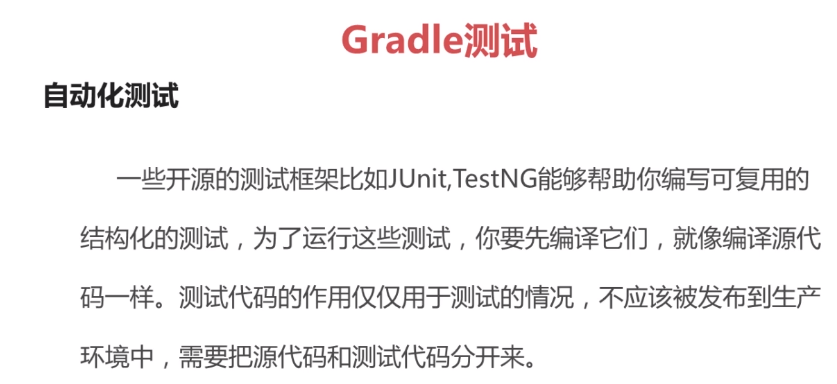 Gradle测试
自动化测试
一些开源的测试框架比如JUnit,TestNG能够帮助你编写可复用的
结构化的测试，为了运行这些测试，你要先编译它们，就像编译源代
码一样。测试代码的作用仅仅用于测试的情况，不应该被发布到生产
环境中，需要把源代码和测试代码分开来。